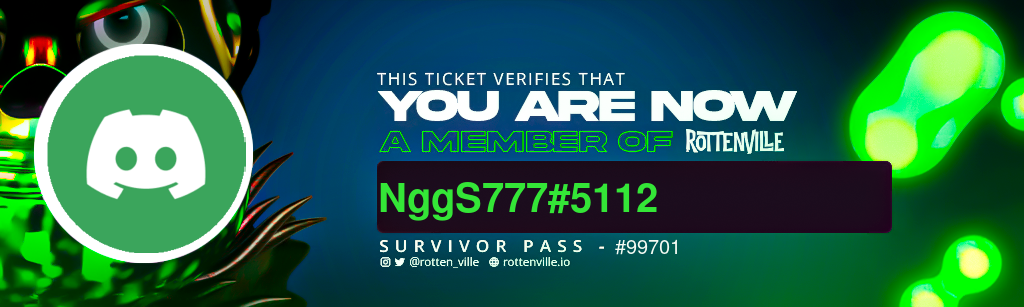 THIS TICKET VERIFIES THAT
YOU ARE NOW
A MEMBER OF ROTTENVILLE
NggS777#5112
SURVIVOR PASS - #99701
@rotten_ville rottenville.io